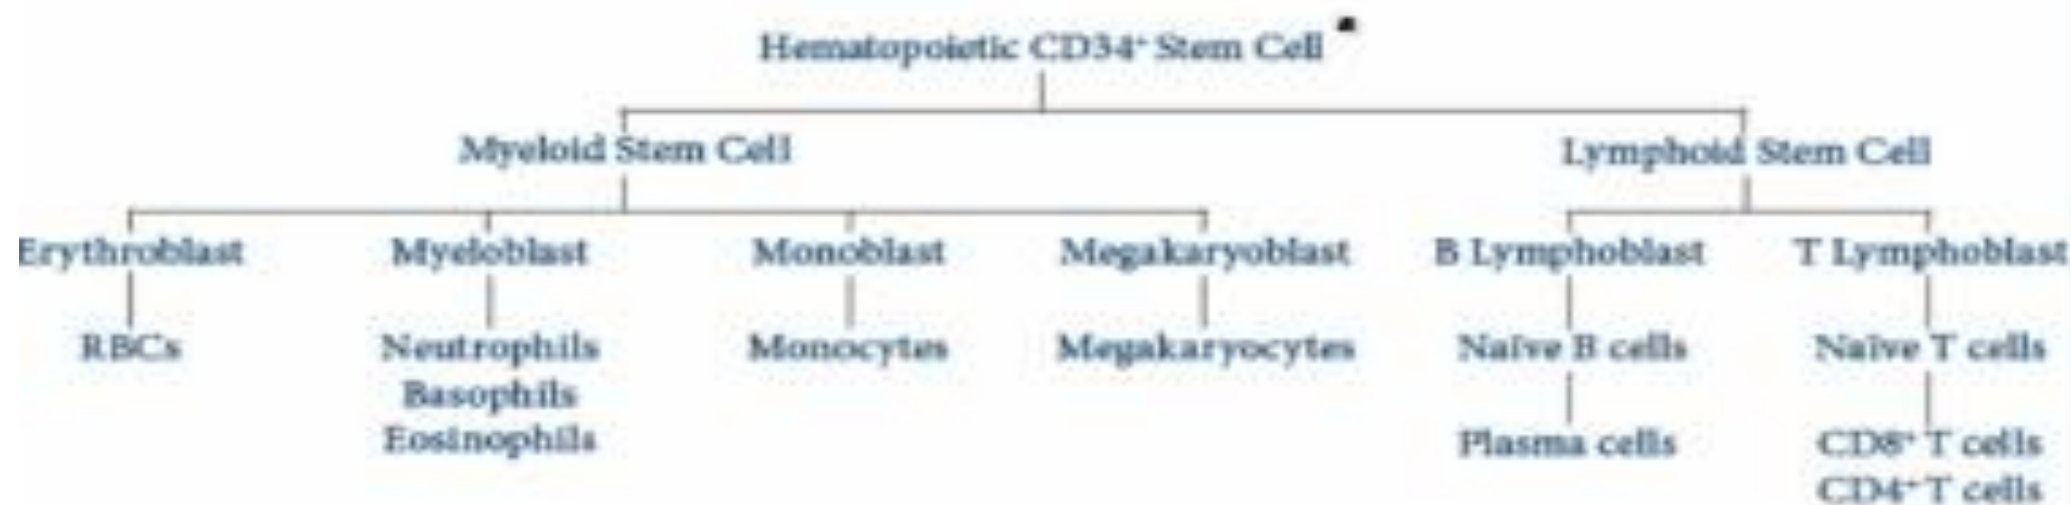 Hematopoietic CD34⁺ Stem Cell
Myeloid Stem Cell Lymphoid Stem Cell
Erythroblast Myeloblast Monoblast Megakaryoblast B Lymphoblast T Lymphoblast
RBCs Neutrophils Monocytes Megakaryocytes Naïve B cells Naïve T cells
Basophils
Eosinophils Plasma cells CD8⁺ T cells
CD4⁺ T cells